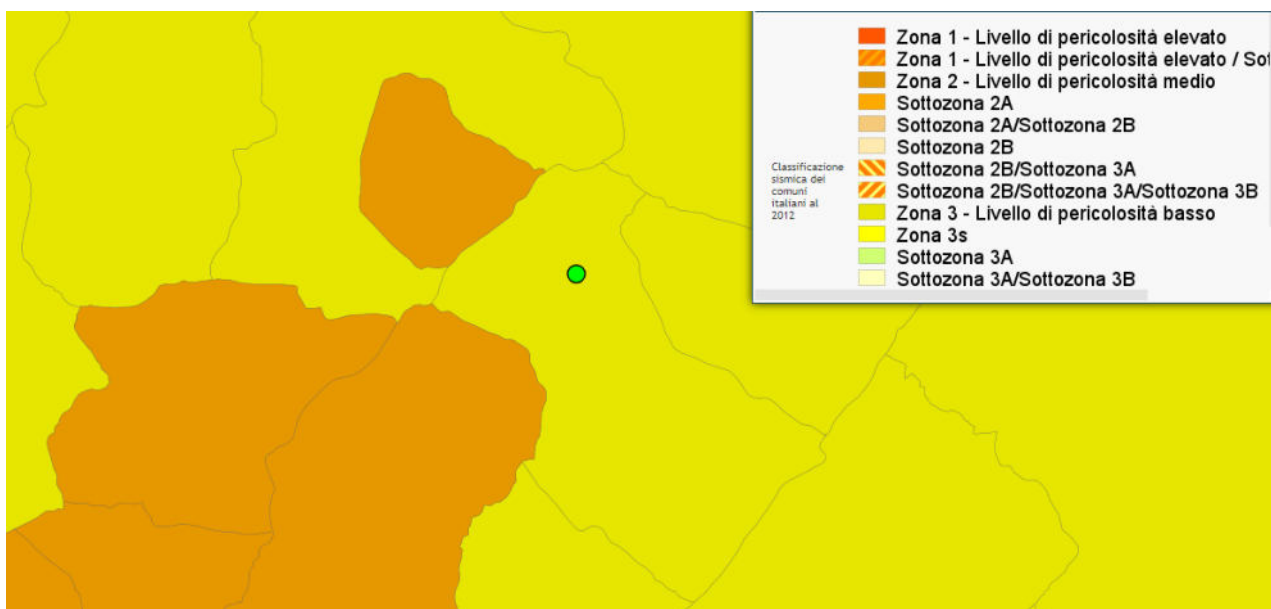 Zona 1 - Livello di pericolosità elevato
Zona 1 - Livello di pericolosità elevato / Sot
Zona 2 - Livello di pericolosità medio
Sottozona 2A
Sottozona 2A/Sottozona 2B
Sottozona 2B
Sottozona 2B/Sottozona 3A
Sottozona 2B/Sottozona 3A/Sottozona 3B
Zona 3 - Livello di pericolosità basso
Zona 3s
Sottozona 3A
Sottozona 3A/Sottozona 3B
Classificazione
sismica dei
comuni
italiani al
2012